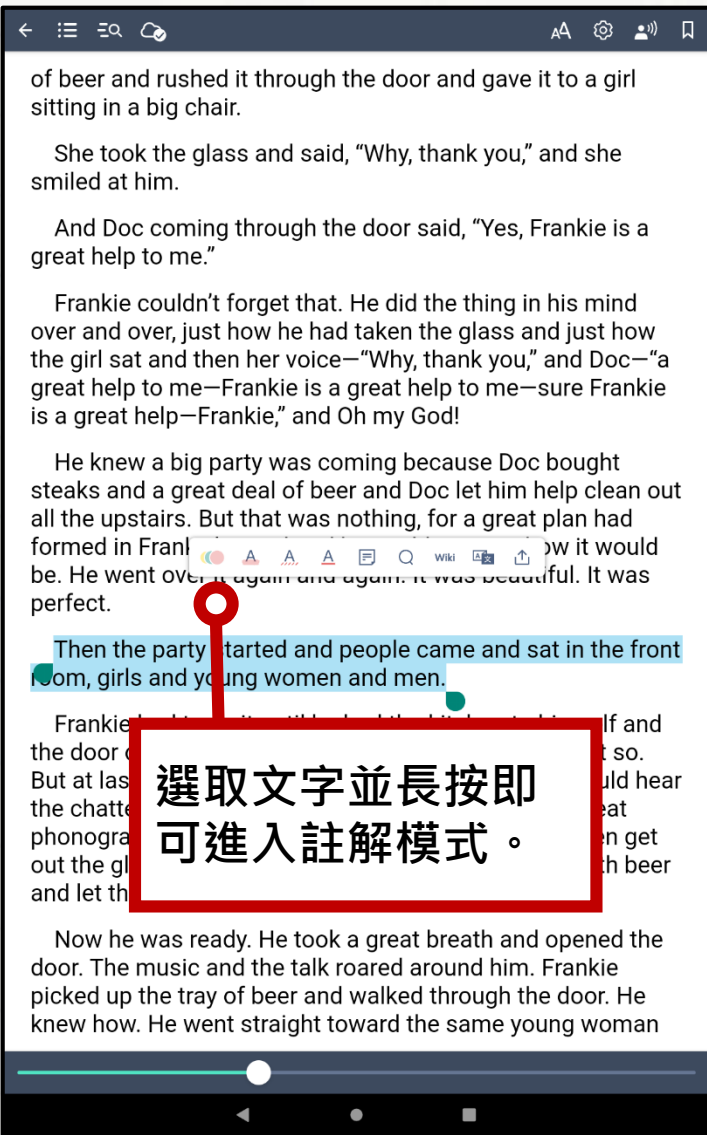 AA
of beer and rushed it through the door and gave it to a girl
sitting in a big chair.
She took the glass and said, “Why, thank you,” and she
smiled at him.
And Doc coming through the door said, “Yes, Frankie is a
great help to me.”
Frankie couldn’t forget that. He did the thing in his mind
over and over, just how he had taken the glass and just how
the girl sat and then her voice—“Why, thank you,” and Doc—“a
great help to me—Frankie is a great help to me—sure Frankie
is a great help—Frankie,” and Oh my God!
He knew a big party was coming because Doc bought
steaks and a great deal of beer and Doc let him help clean out
all the upstairs. But that was nothing, for a great plan had
formed in it would
A A A Wiki
be. He went over it again and again. It was beautiful. It was
perfect.
Then the party started and people came and sat in the front
room, girls and young women and men.
Frankie and
the door so.
But at hear
the
get
out the beer
and let
選取文字並長按即
可進入註解模式。
Now he was ready. He took a great breath and opened the
door. The music and the talk roared around him. Frankie
picked up the tray of beer and walked through the door. He
knew how. He went straight toward the same young woman